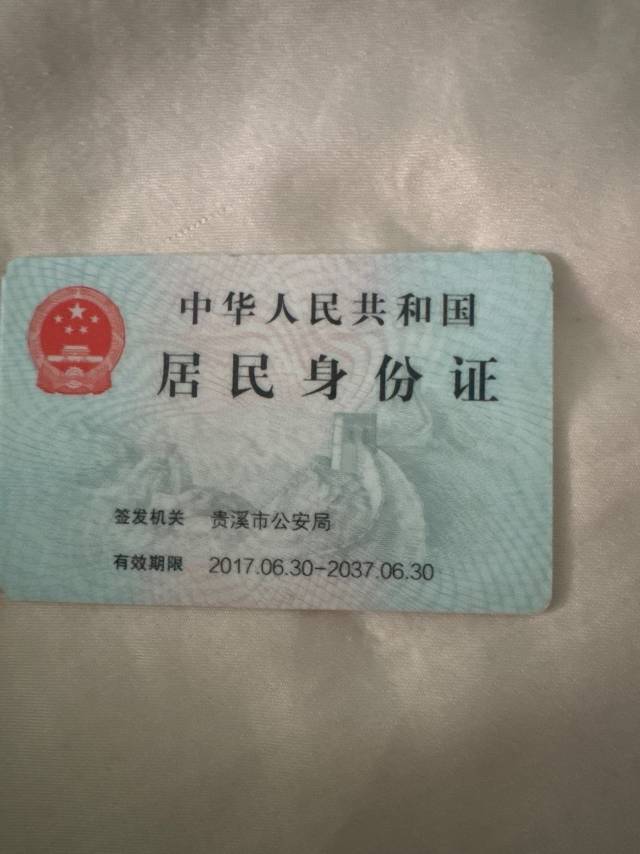 中华人民共和国
居民身份证
签发机关 贵溪市公安局
有效期限 2017.06.30-2037.06.30